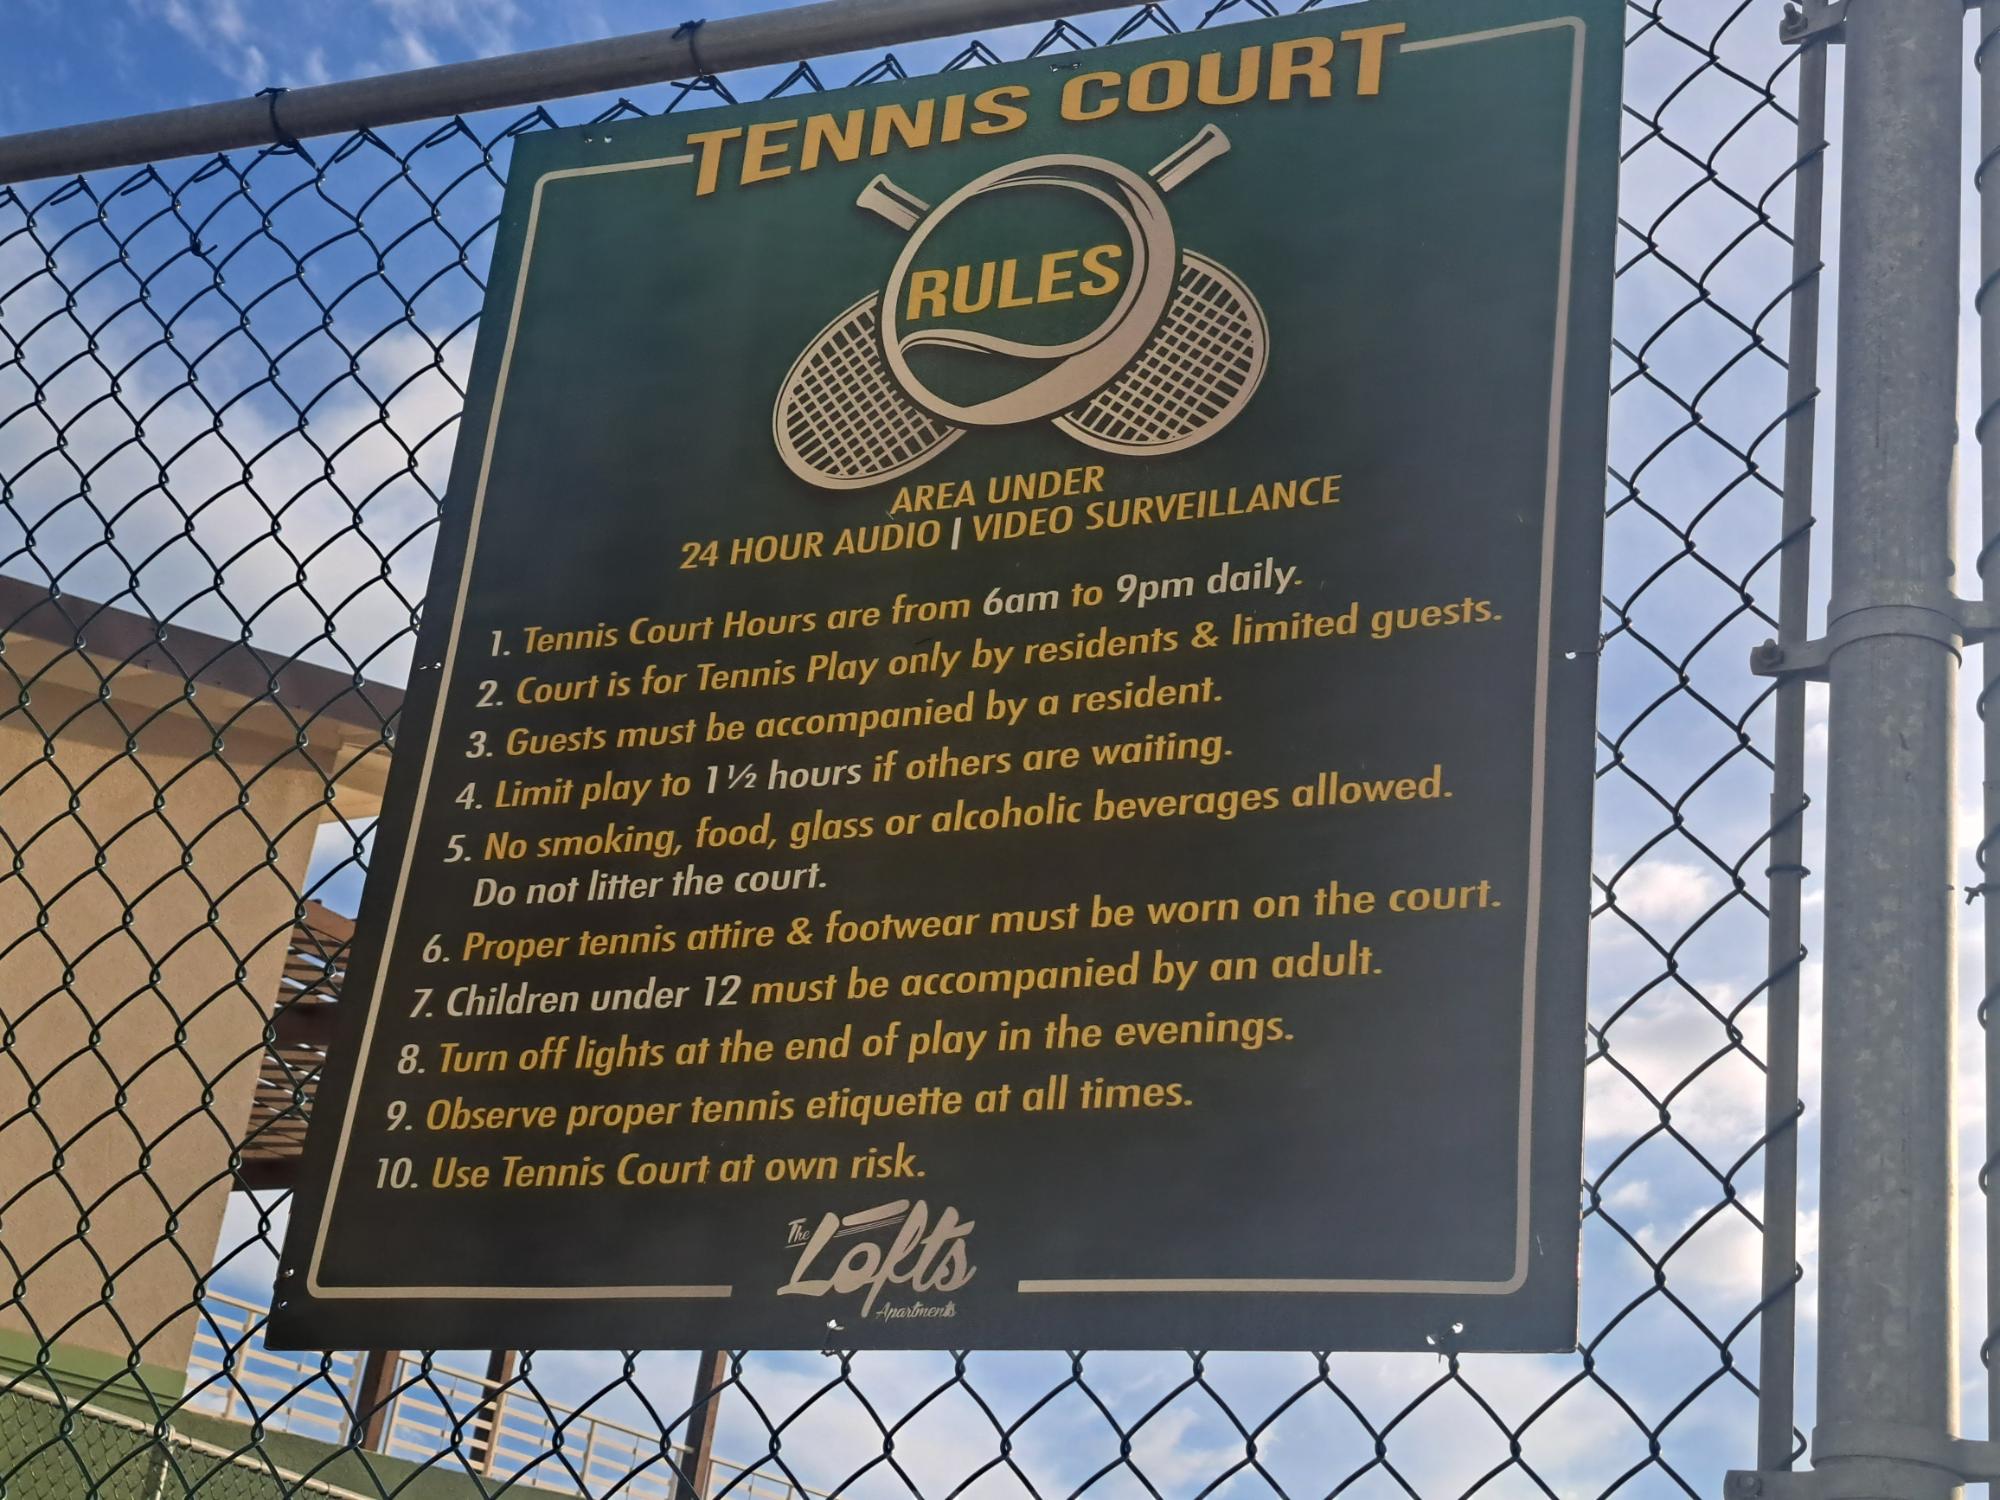 TENNIS COURT
RULES
AREA UNDER
24 HOUR AUDIO | VIDEO SURVEILLANCE
1. Tennis Court Hours are from 6am to 9pm daily.
2. Court is for Tennis Play only by residents & limited guests.
3. Guests must be accompanied by a resident.
4. Limit play to 1½ hours if others are waiting.
5. No smoking, food, glass or alcoholic beverages allowed.
Do not litter the court.
6. Proper tennis attire & footwear must be worn on the court.
7. Children under 12 must be accompanied by an adult.
8. Turn off lights at the end of play in the evenings.
9. Observe proper tennis etiquette at all times.
10. Use Tennis Court at own risk.
The Lofts
Apartments